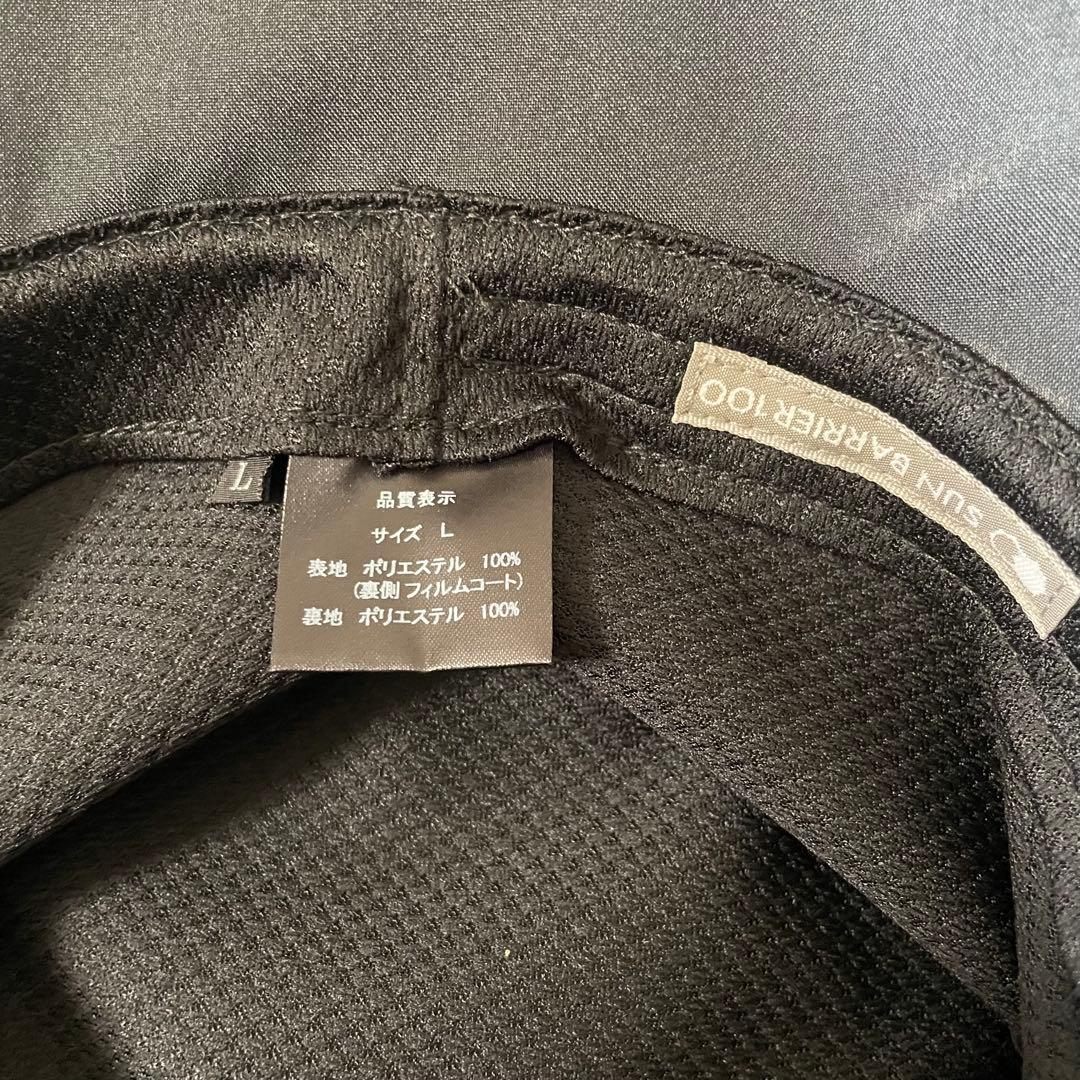 L
品質表示
サイズ L
表地 ポリエステル 100%
(裏側 フィルムコート)
裏地 ポリエステル 100%
SUN BARRIER100